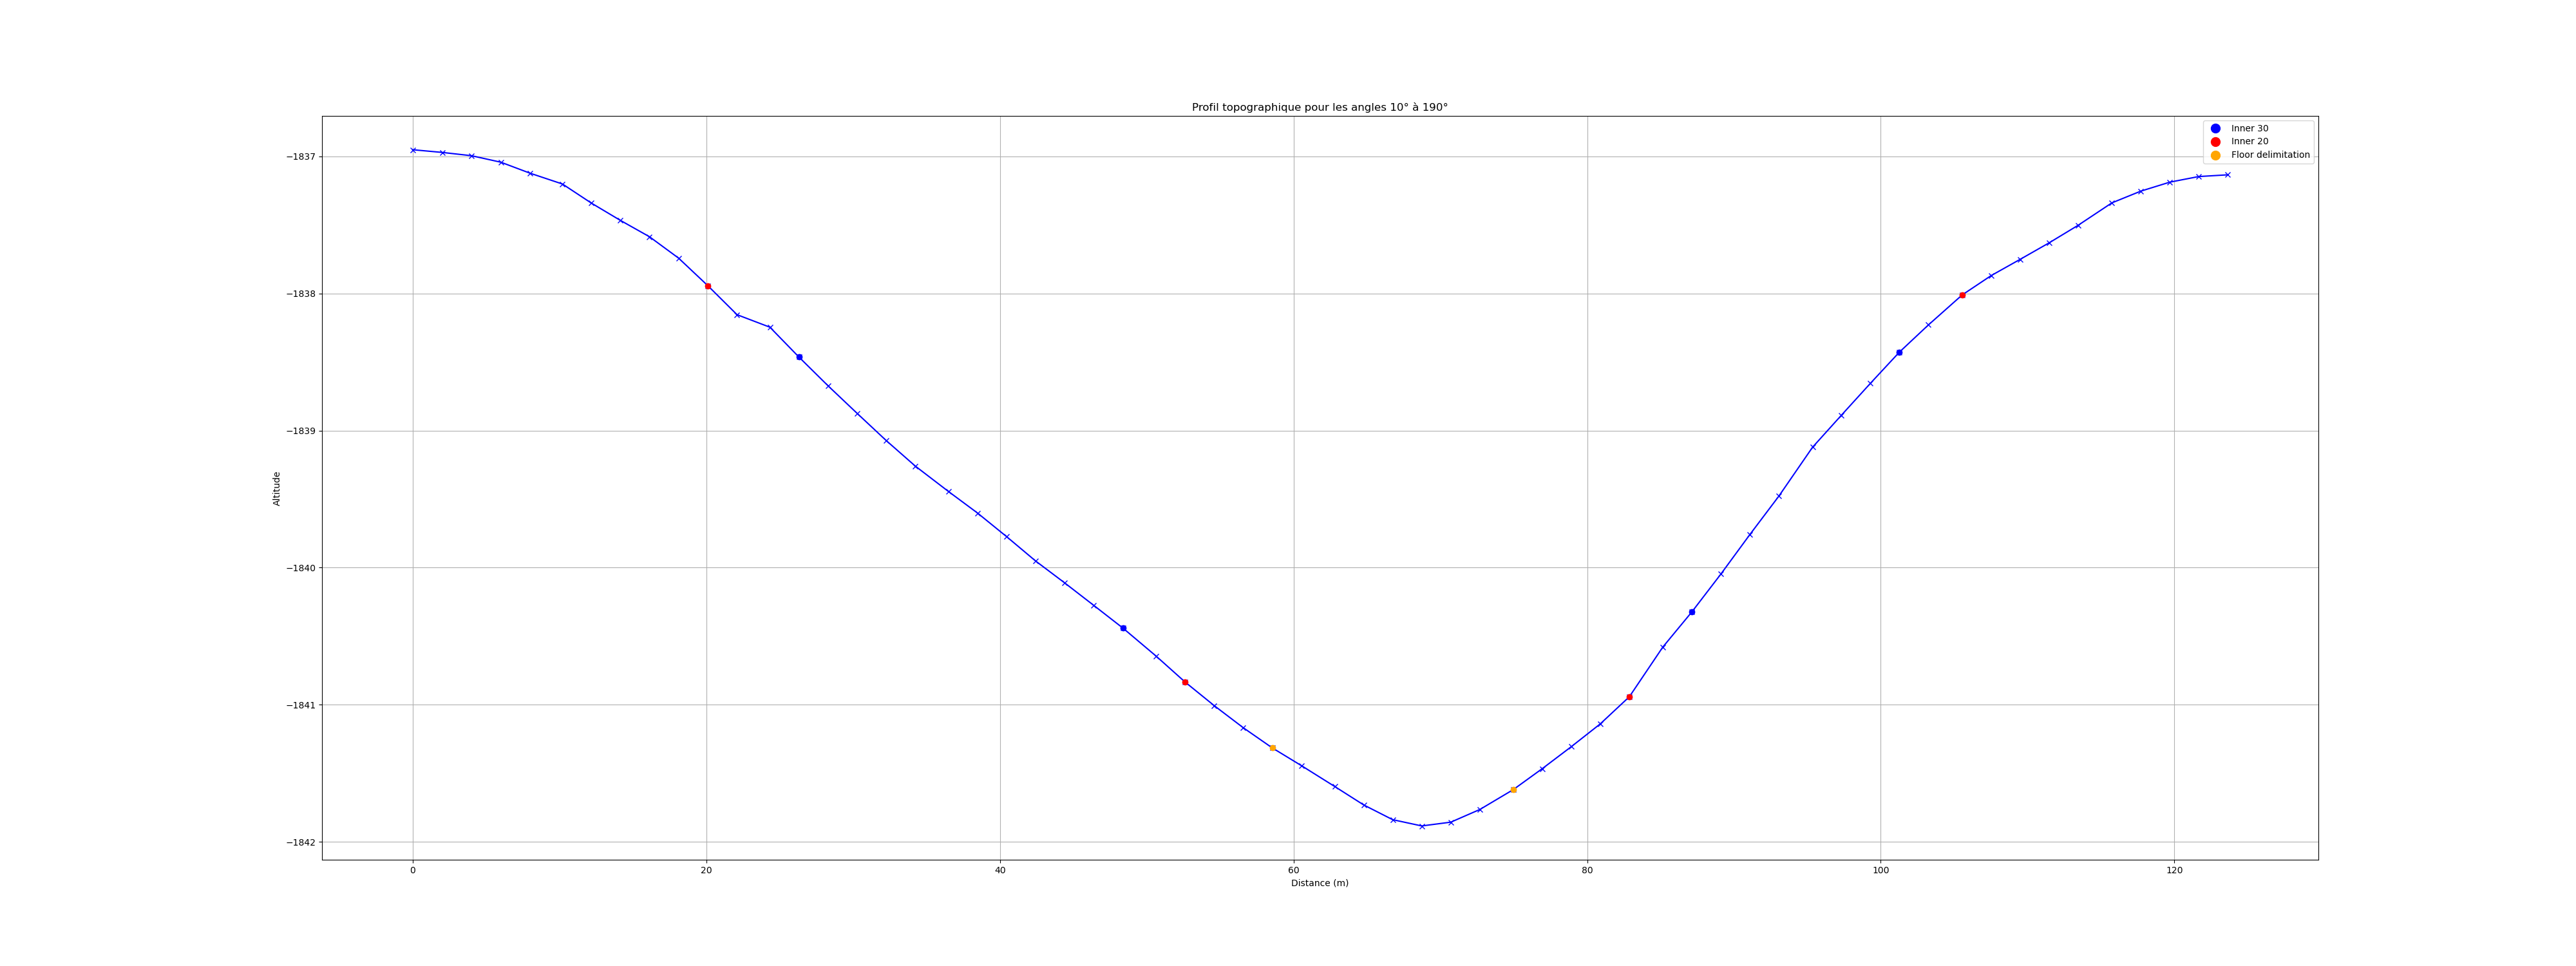 Profil topographique pour les angles 10° à 190°
Inner 30
Inner 20
Floor delimitation
−1837
−1838
−1839
−1840
−1841
−1842
Altitude
0 20 40 60 80 100 120
Distance (m)